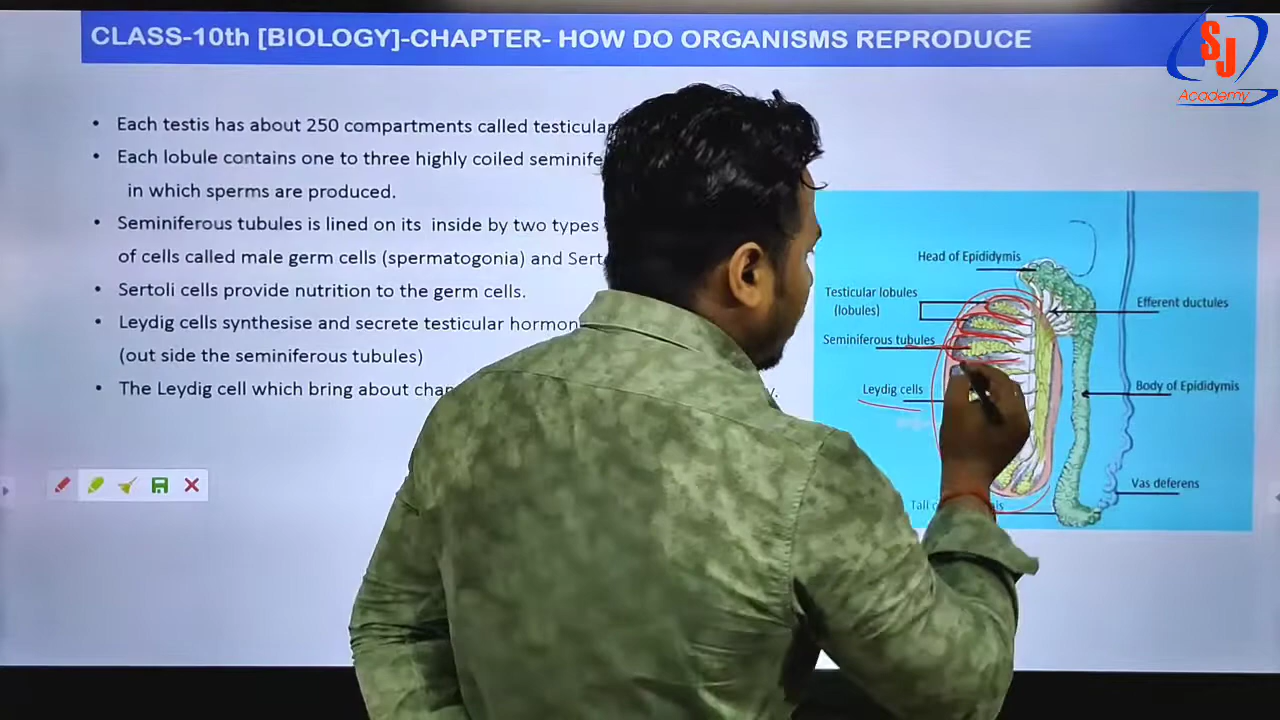 CLASS-10th [BIOLOGY]-CHAPTER- HOW DO ORGANISMS REPRODUCE
SJ
Academy
• Each testis has about 250 compartments called testicular
• Each lobule contains one to three highly coiled seminife
in which sperms are produced.
• Seminiferous tubules is lined on its inside by two types
of cells called male germ cells (spermatogonia) and Sert
• Sertoli cells provide nutrition to the germ cells.
• Leydig cells synthesise and secrete testicular hormon
(out side the seminiferous tubules)
• The Leydig cell which bring about cha
Head of Epididymis
Testicular lobules
(lobules)
Efferent ductules
Seminiferous tubules
Leydig cells
Body of Epididymis
Vas deferens
Tail